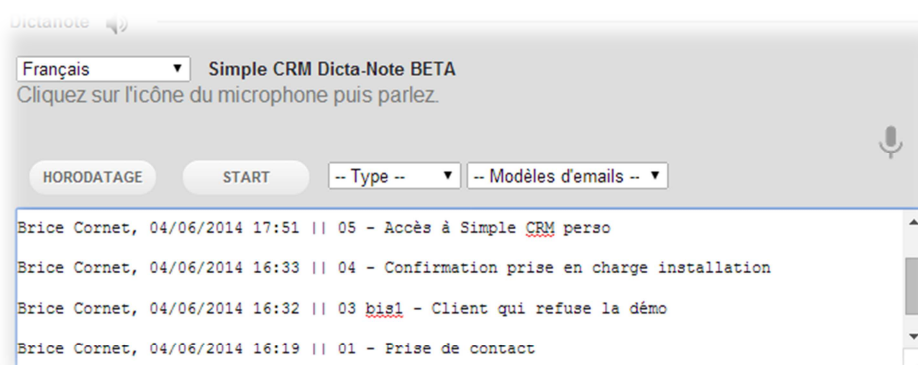 Dictanote
Français Simple CRM Dicta-Note BETA
Cliquez sur l'icône du microphone puis parlez.
HORODATAGE START -- Type -- -- Modèles d'emails --
Brice Cornet, 04/06/2014 17:51 || 05 - Accès à Simple CRM perso
Brice Cornet, 04/06/2014 16:33 || 04 - Confirmation prise en charge installation
Brice Cornet, 04/06/2014 16:32 || 03 bis1 - Client qui refuse la démo
Brice Cornet, 04/06/2014 16:19 || 01 - Prise de contact